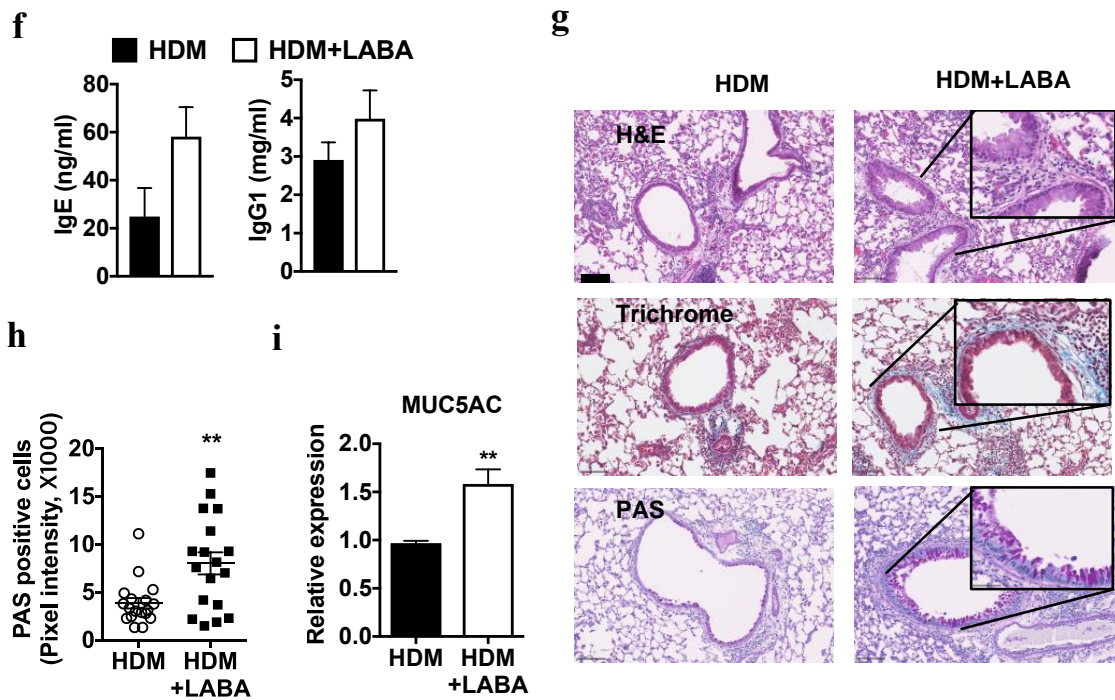 f
HDM HDM+LABA
80
60
40
20
0
IgE (ng/ml)
5
4
3
2
1
0
IgG1 (mg/ml)
g
HDM HDM+LABA
H&E
Trichrome
PAS
h
20
15
10
5
0
PAS positive cells
(Pixel intensity, X1000)
**
HDM HDM
+LABA
i
MUC5AC
2.0
1.5
1.0
0.5
0.0
Relative expression
**
HDM HDM
+LABA